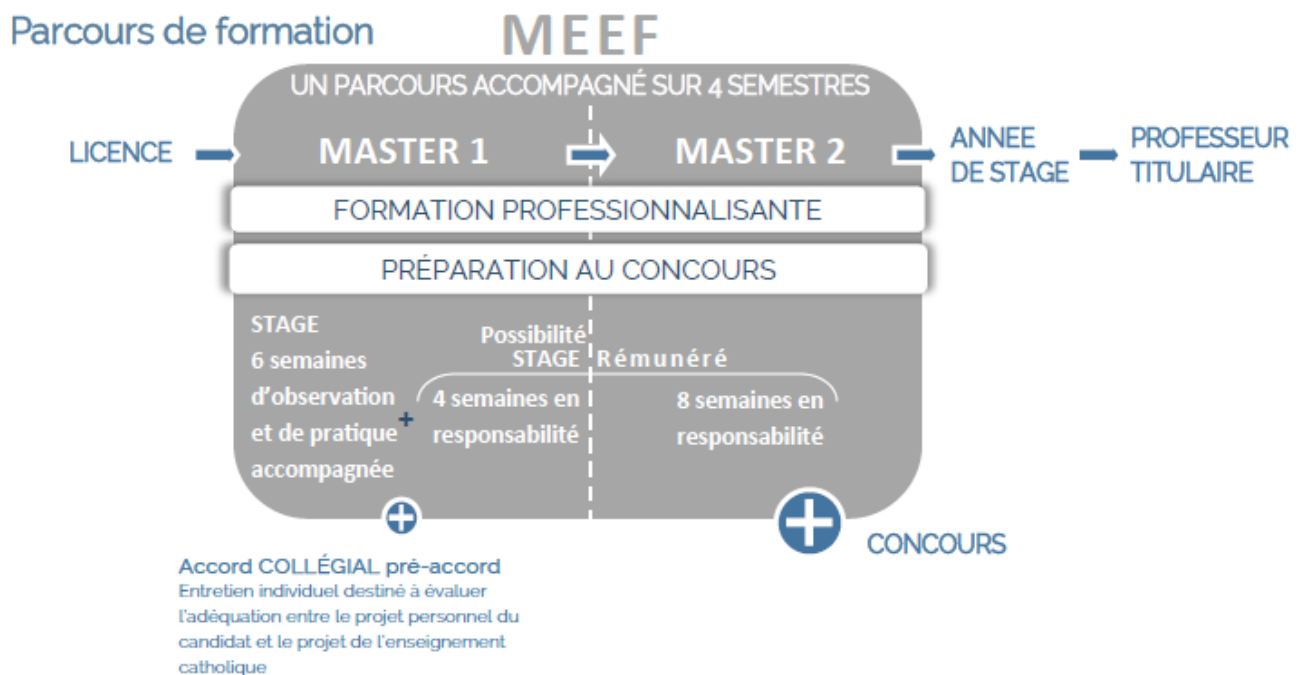 Parcours de formation
MEEF
UN PARCOURS ACCOMPAGNÉ SUR 4 SEMESTRES
LICENCE
MASTER 1
MASTER 2
ANNEE
DE STAGE
PROFESSEUR
TITULAIRE
FORMATION PROFESSIONNALISANTE
PRÉPARATION AU CONCOURS
STAGE
6 semaines
d'observation
et de pratique
accompagnée
+
Possibilité
STAGE Rémunéré
4 semaines en
responsabilité
8 semaines en
responsabilité
CONCOURS
Accord COLLÉGIAL pré-accord
Entretien individuel destiné à évaluer
l'adéquation entre le projet personnel du
candidat et le projet de l'enseignement
catholique